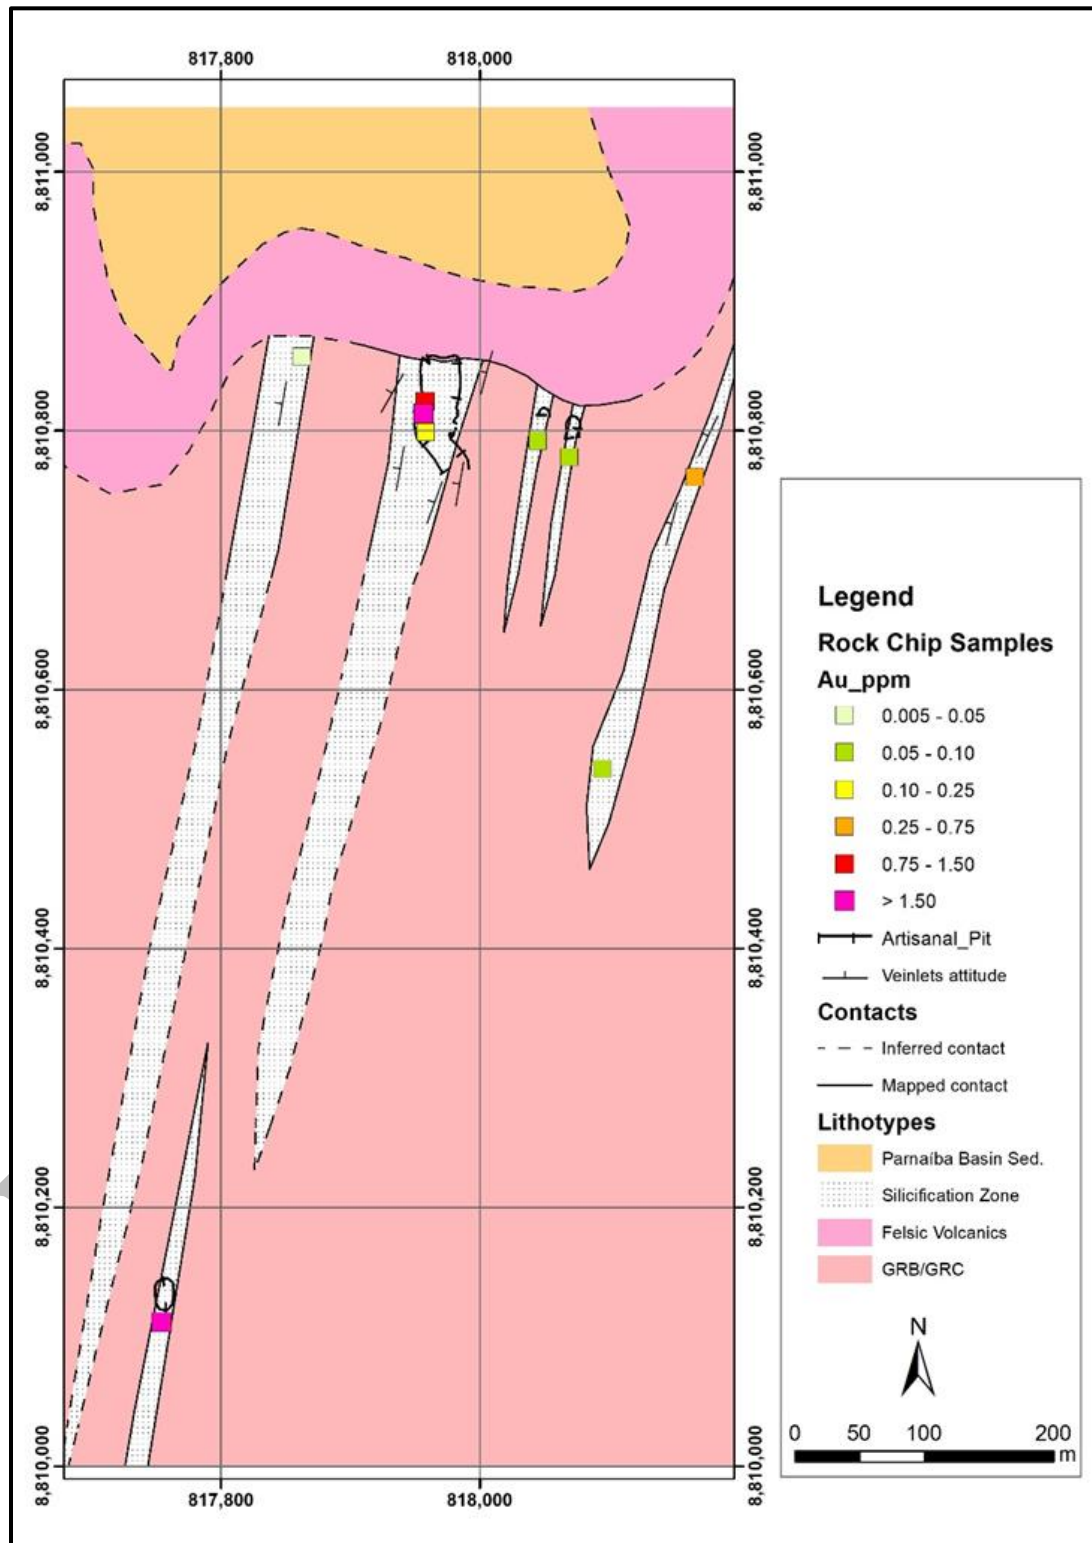 817,800 818,000
8,811,000 8,811,000
8,810,800 8,810,800
8,810,600 8,810,600
8,810,400 8,810,400
8,810,200 8,810,200
8,810,000 8,810,000
817,800 818,000
Legend
Rock Chip Samples
Au_ppm
0.005 - 0.05
0.05 - 0.10
0.10 - 0.25
0.25 - 0.75
0.75 - 1.50
> 1.50
Artisanal_Pit
Veinlets attitude
Contacts
Inferred contact
Mapped contact
Lithotypes
Parnaíba Basin Sed.
Silicification Zone
Felsic Volcanics
GRB/GRC
N
0 50 100 200
m